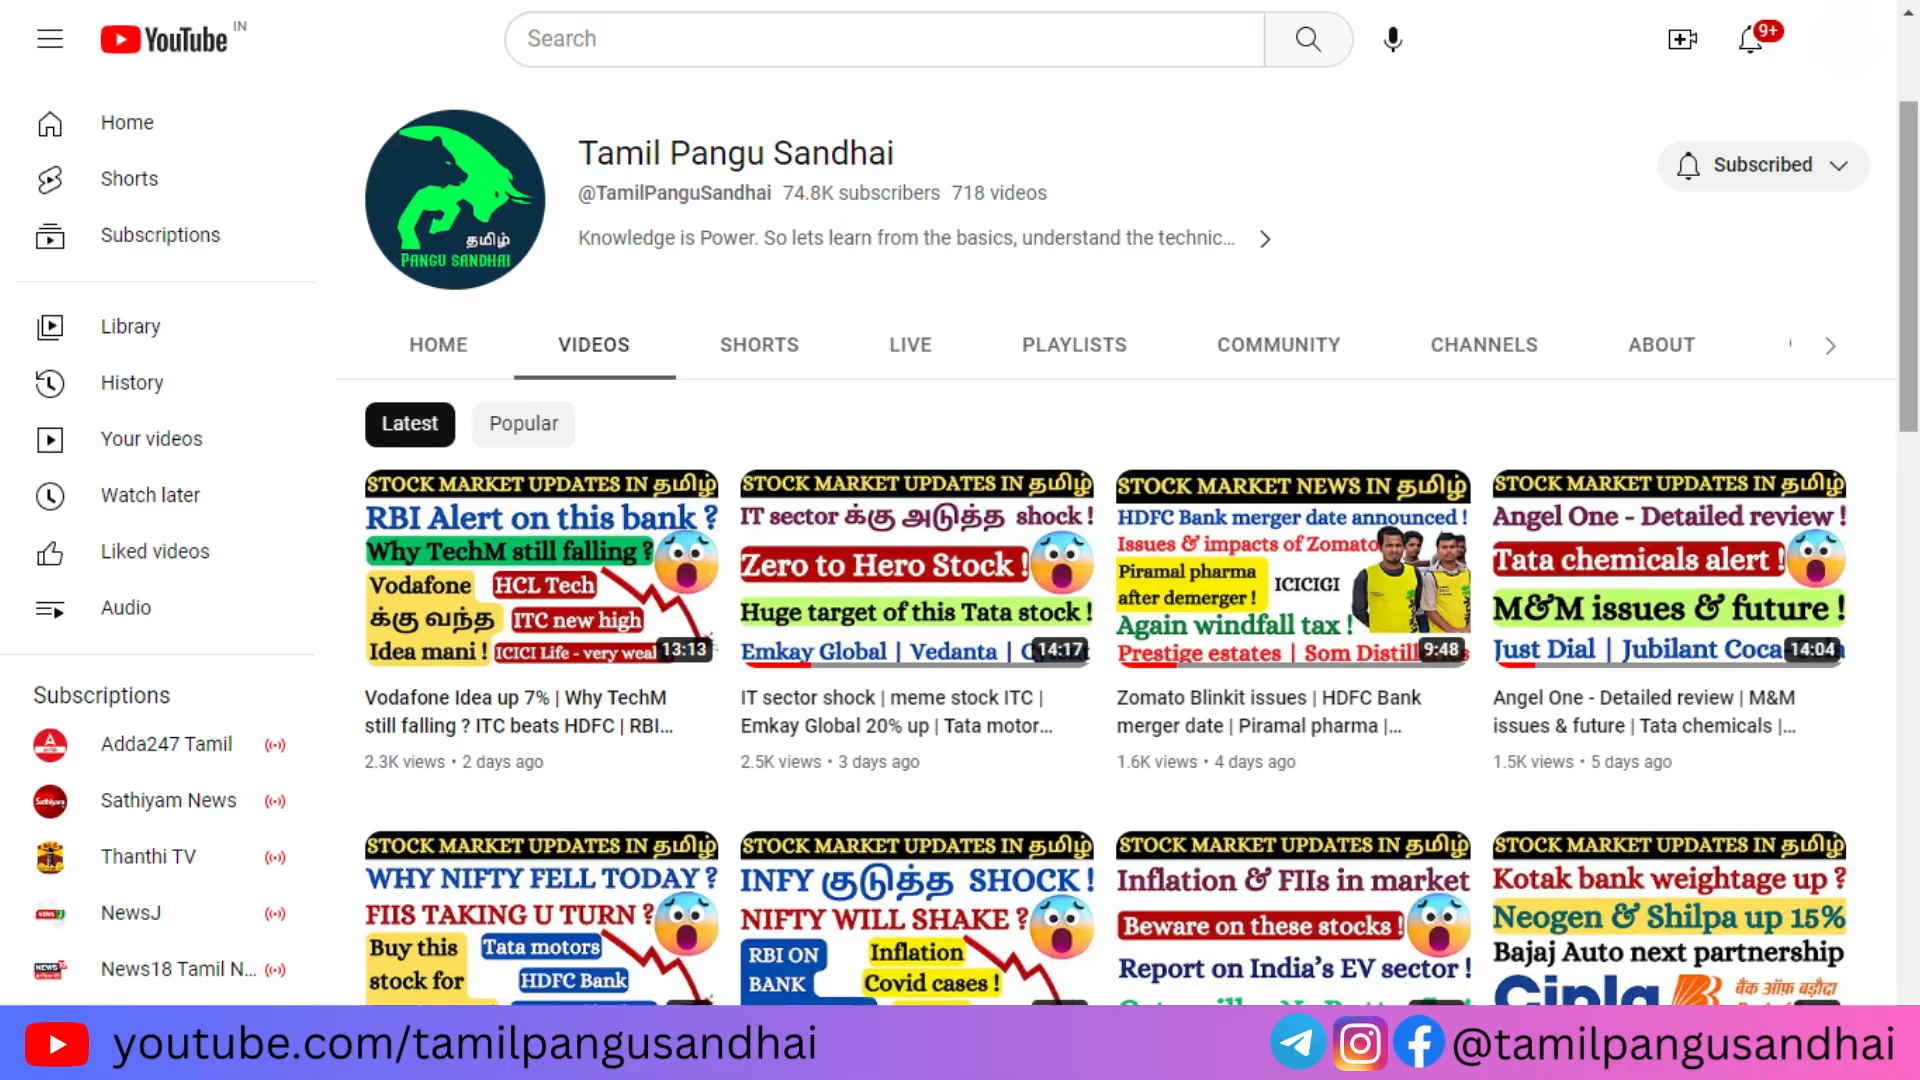 YouTube IN
Search
9+
Home
Shorts
Subscriptions
Library
History
Your videos
Watch later
Liked videos
Audio
Subscriptions
Adda247 Tamil
Sathiyam News
Thanthi TV
NewsJ
News18 Tamil N...
தமிழ்
PANGU SANDHAI
Tamil Pangu Sandhai
@TamilPanguSandhai 74.8K subscribers 718 videos
Knowledge is Power. So lets learn from the basics, understand the technic...
Subscribed
HOME VIDEOS SHORTS LIVE PLAYLISTS COMMUNITY CHANNELS ABOUT
Latest Popular
STOCK MARKET UPDATES IN தமிழ்
RBI Alert on this bank ?
Why TechM still falling ?
Vodafone
க்கு வந்த
Idea mani !
HCL Tech
ITC new high
ICICI Life - very weal
13:13
Vodafone Idea up 7% | Why TechM
still falling ? ITC beats HDFC | RBI...
2.3K views • 2 days ago
STOCK MARKET UPDATES IN தமிழ்
IT sector க்கு அடுத்த shock !
Zero to Hero Stock !
Huge target of this Tata stock !
Emkay Global | Vedanta |
14:17
IT sector shock | meme stock ITC |
Emkay Global 20% up | Tata motor...
2.5K views • 3 days ago
STOCK MARKET NEWS IN தமிழ்
HDFC Bank merger date announced !
Issues & impacts of Zomato
Piramal pharma
after demerger !
ICICIGI
Again windfall tax !
Prestige estates | Som Distill
9:48
Zomato Blinkit issues | HDFC Bank
merger date | Piramal pharma |...
1.6K views • 4 days ago
STOCK MARKET UPDATES IN தமிழ்
Angel One - Detailed review !
Tata chemicals alert !
M&M issues & future !
Just Dial | Jubilant Coca
14:04
Angel One - Detailed review | M&M
issues & future | Tata chemicals |...
1.5K views • 5 days ago
STOCK MARKET UPDATES IN தமிழ்
WHY NIFTY FELL TODAY ?
FIIS TAKING U TURN ?
Buy this
stock for
Tata motors
HDFC Bank
STOCK MARKET UPDATES IN தமிழ்
INFY குடுத்த SHOCK !
NIFTY WILL SHAKE ?
RBI ON
BANK
Inflation
Covid cases !
STOCK MARKET UPDATES IN தமிழ்
Inflation & FIIs in market
Beware on these stocks !
Report on India's EV sector !
STOCK MARKET UPDATES IN தமிழ்
Kotak bank weightage up ?
Neogen & Shilpa up 15%
Bajaj Auto next partnership
Cipla
बैंक ऑफ़ बड़ौदा
youtube.com/tamilpangusandhai
@tamilpangusandhai